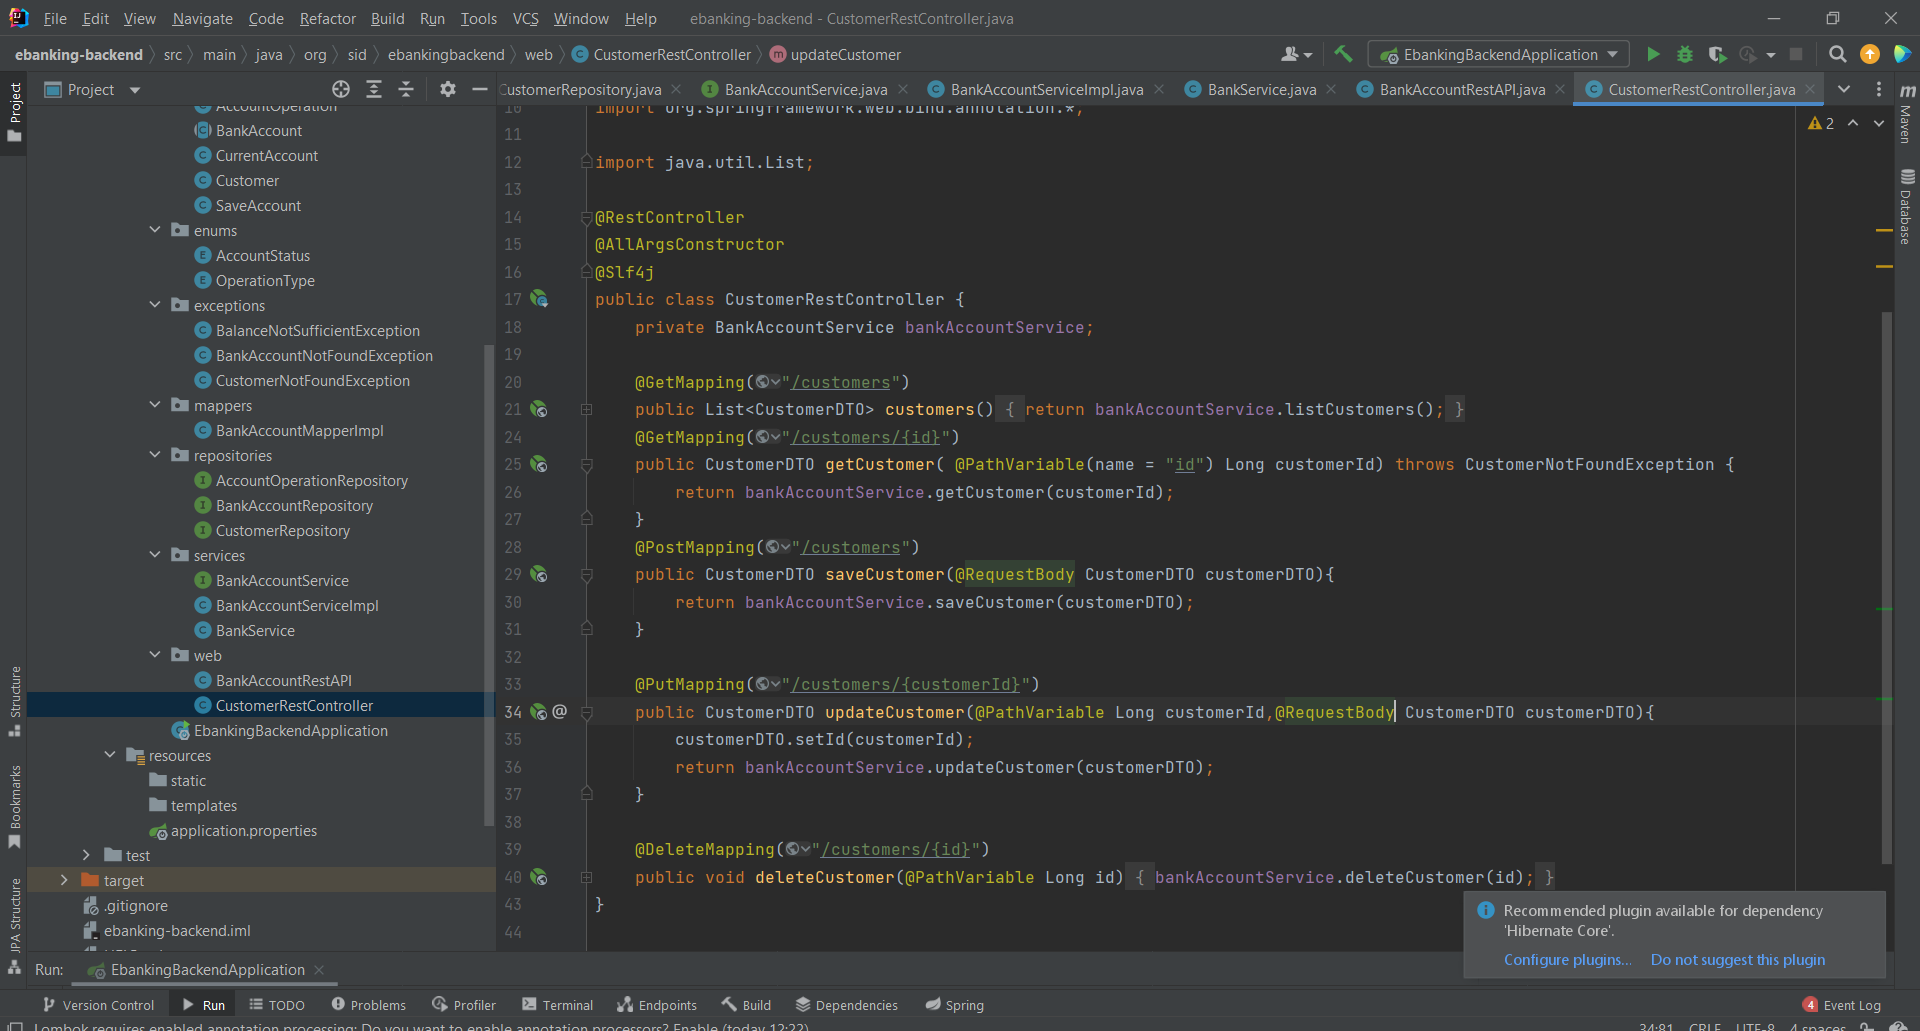 File Edit View Navigate Code Refactor Build Run Tools VCS Window Help ebanking-backend - CustomerRestController.java
ebanking-backend src main java org sid ebankingbackend web CustomerRestController updateCustomer EbankingBackendApplication
Project
CustomerRepository.java BankAccountService.java BankAccountServiceImpl.java BankService.java BankAccountRestAPI.java CustomerRestController.java
Project
Structure
Bookmarks
JPA Structure
AccountOperation
BankAccount
CurrentAccount
Customer
SaveAccount
enums
AccountStatus
OperationType
exceptions
BalanceNotSufficientException
BankAccountNotFoundException
CustomerNotFoundException
mappers
BankAccountMapperImpl
repositories
AccountOperationRepository
BankAccountRepository
CustomerRepository
services
BankAccountService
BankAccountServiceImpl
BankService
web
BankAccountRestAPI
CustomerRestController
EbankingBackendApplication
resources
static
templates
application.properties
test
target
.gitignore
ebanking-backend.iml
10 import org.springframework.web.bind.annotation.*;
11
12 import java.util.List;
13
14 @RestController
15 @AllArgsConstructor
16 @Slf4j
17 public class CustomerRestController {
18 private BankAccountService bankAccountService;
19
20 @GetMapping("/customers")
21 public List<CustomerDTO> customers() { return bankAccountService.listCustomers(); }
24 @GetMapping("/customers/{id}")
25 public CustomerDTO getCustomer( @PathVariable(name = "id") Long customerId) throws CustomerNotFoundException {
26 return bankAccountService.getCustomer(customerId);
27 }
28 @PostMapping("/customers")
29 public CustomerDTO saveCustomer(@RequestBody CustomerDTO customerDTO){
30 return bankAccountService.saveCustomer(customerDTO);
31 }
32
33 @PutMapping("/customers/{customerId}")
34 @ public CustomerDTO updateCustomer(@PathVariable Long customerId,@RequestBody CustomerDTO customerDTO){
35 customerDTO.setId(customerId);
36 return bankAccountService.updateCustomer(customerDTO);
37 }
38
39 @DeleteMapping("/customers/{id}")
40 public void deleteCustomer(@PathVariable Long id) { bankAccountService.deleteCustomer(id); }
43 }
44
2
Maven
Database
Recommended plugin available for dependency
'Hibernate Core'.
Configure plugins... Do not suggest this plugin
Run: EbankingBackendApplication
Version Control Run TODO Problems Profiler Terminal Endpoints Build Dependencies Spring 4 Event Log
Lombok requires enabled annotation processing: Do you want to enable annotation processors? Enable (today 12:22) 34:81 CRLF UTF-8 4 spaces